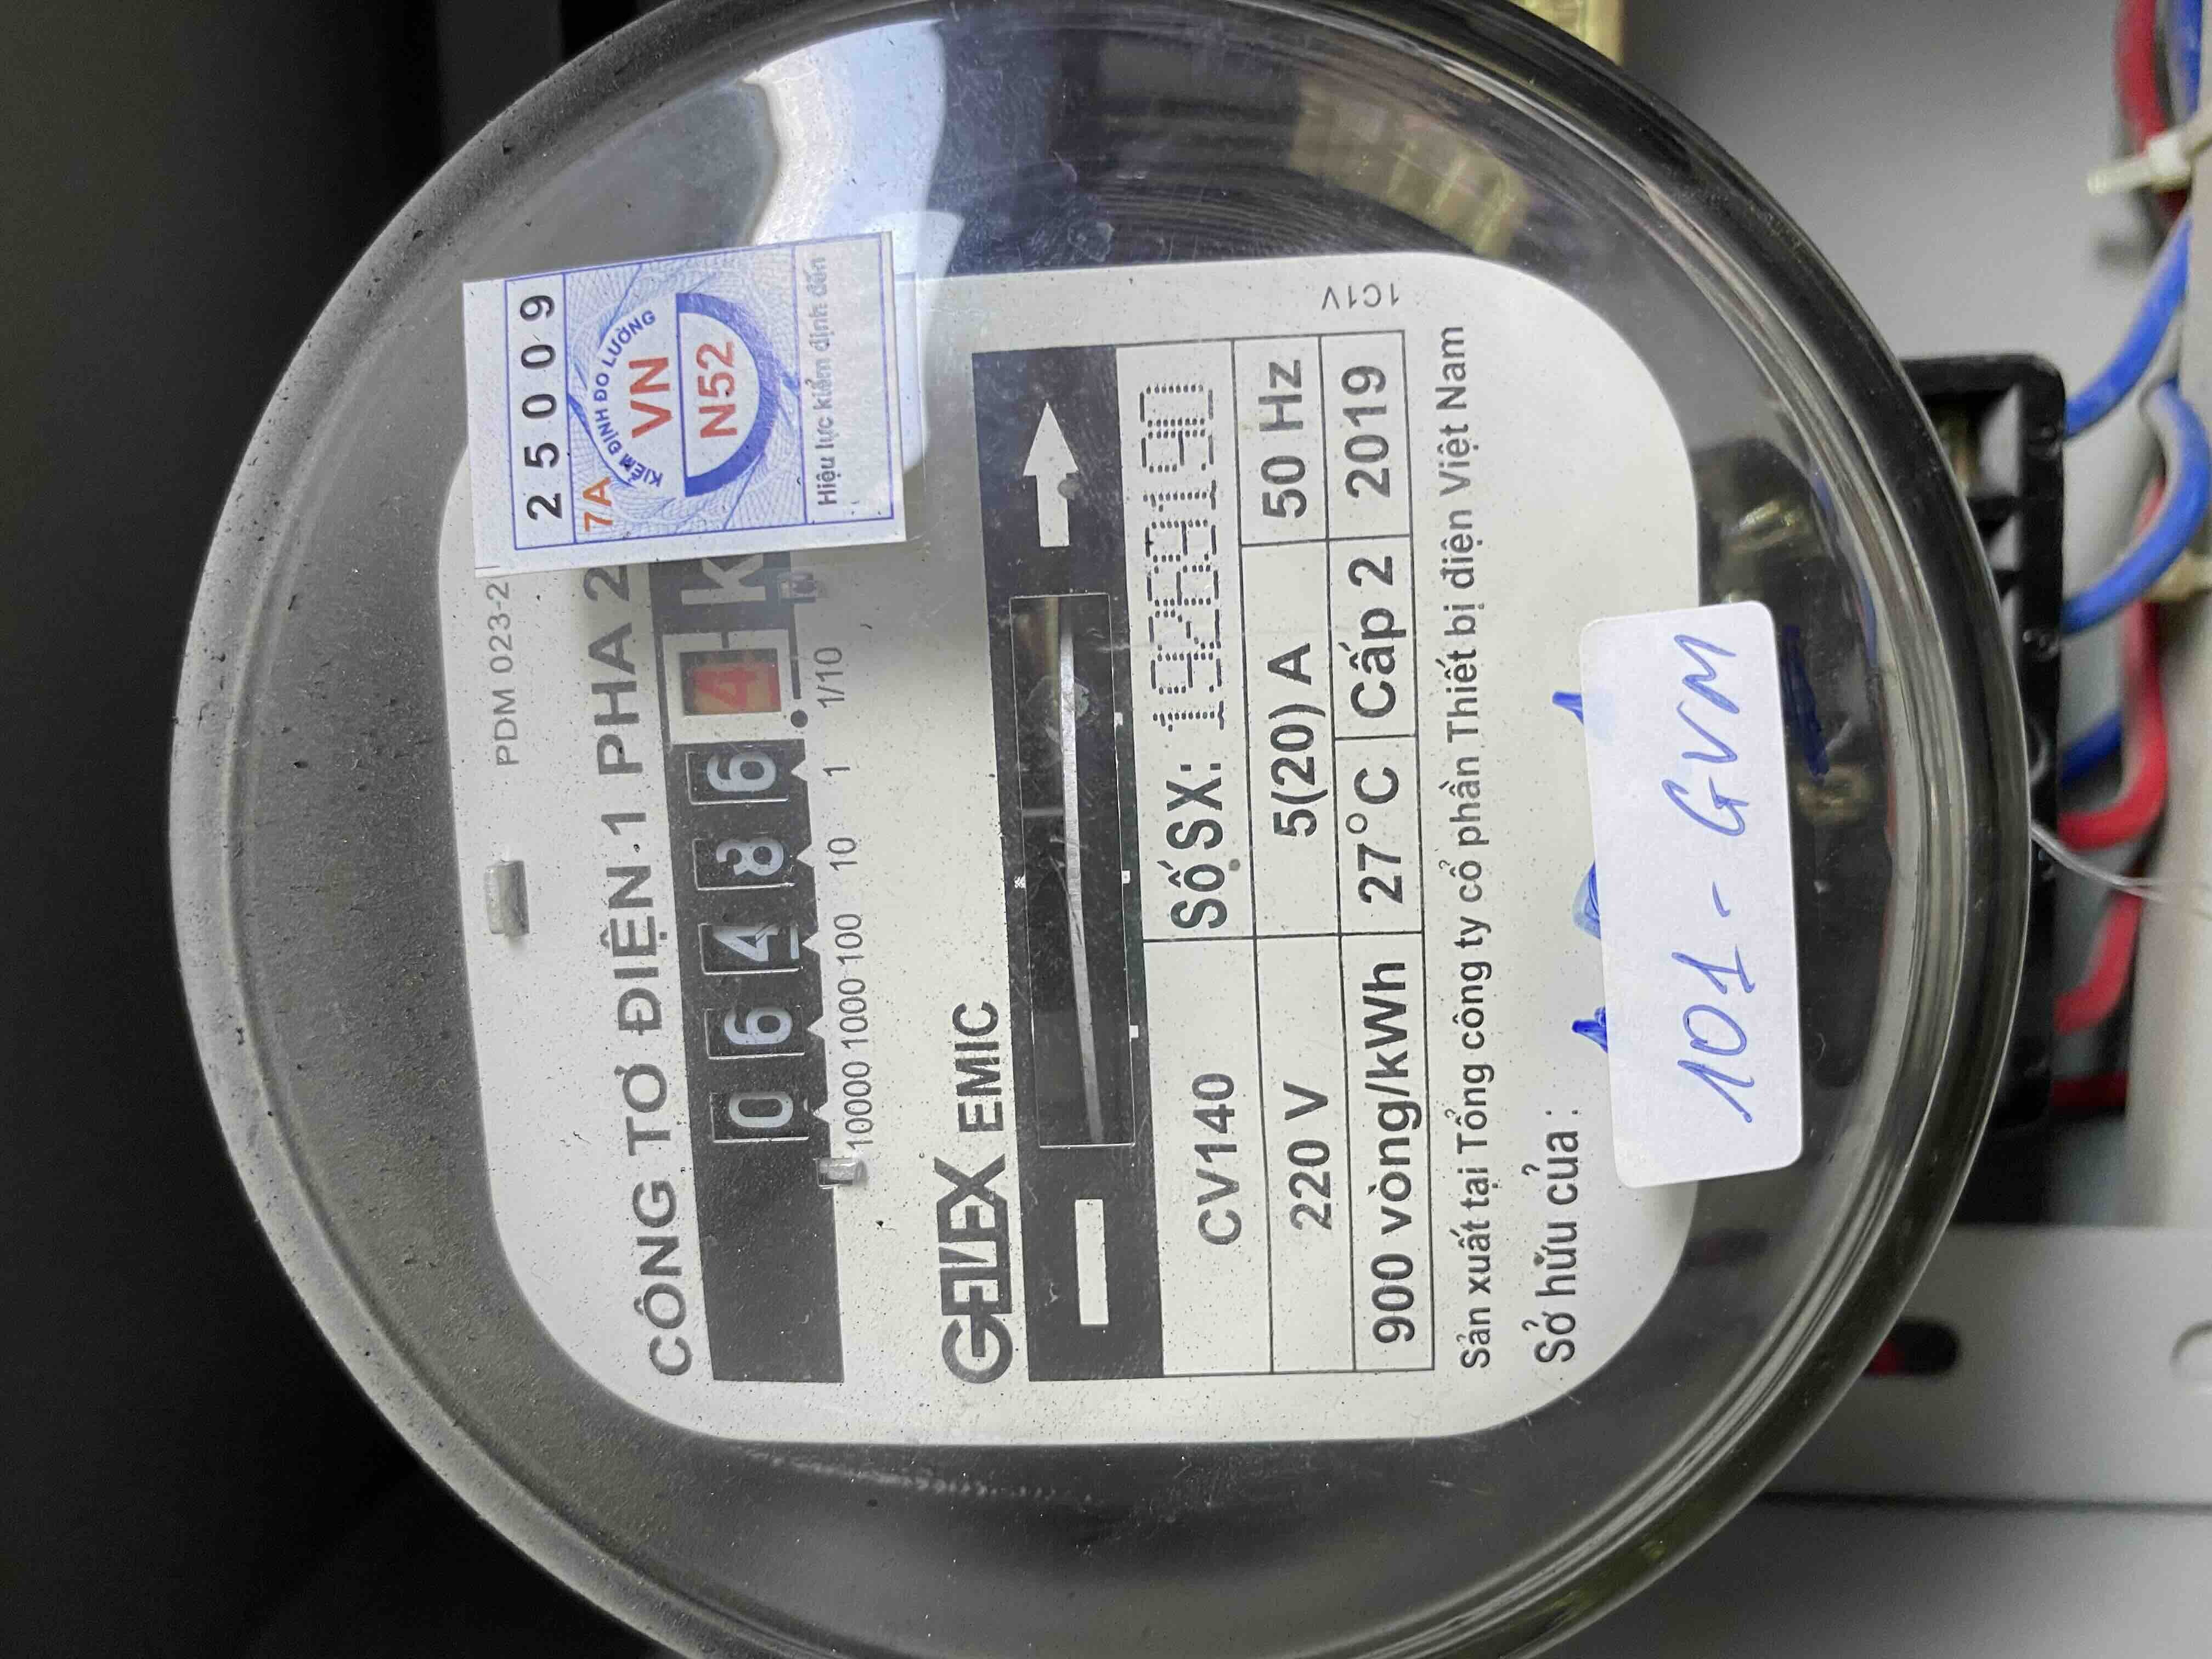 25009
7A
KIỂM ĐỊNH ĐO LƯỜNG
VN
N52
Hiệu lực kiểm định đến
PDM 023-2
CÔNG TƠ ĐIỆN 1 PHA 2
0 6 4 8 6 4 K
10000 1000 100 10 1 1/10
GELEX EMIC
CV140 Số SX:
220 V 5(20) A 50 Hz
900 vòng/kWh 27°C Cấp 2 2019
1C1V
Sản xuất tại Tổng công ty cổ phần Thiết bị điện Việt Nam
Sở hữu của :
101 - GVM